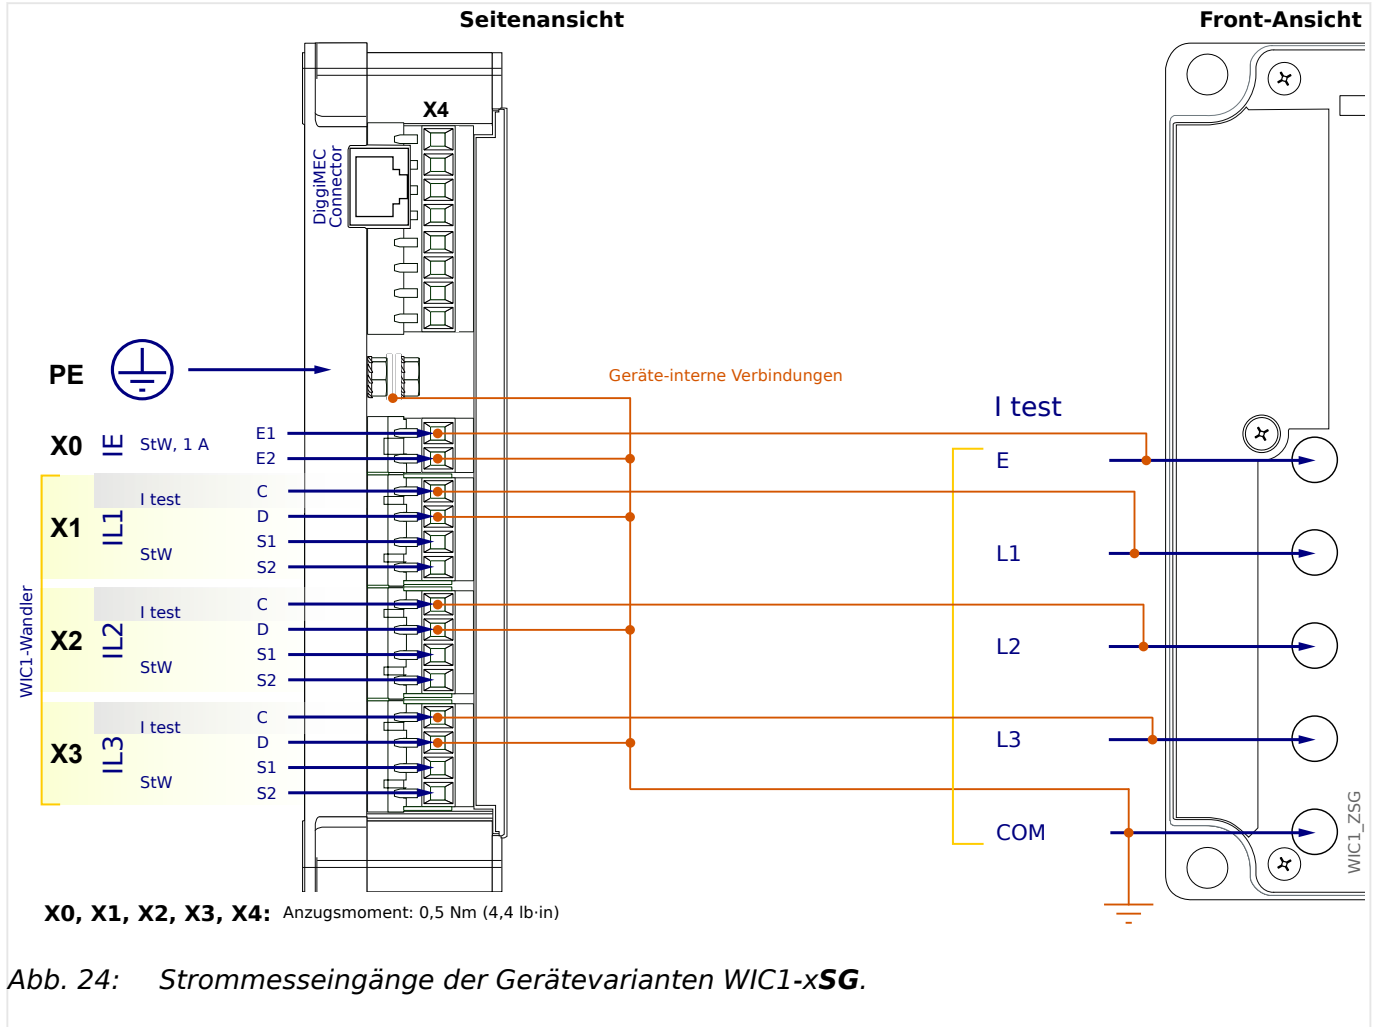 Seitenansicht
Front-Ansicht
X4
DiggiMEC
Connector
PE
Geräte-interne Verbindungen
I test
X0 IE StW, 1 A E1
E2
E
WIC1-Wandler
X1 IL1 I test C
D
StW S1
S2
L1
X2 IL2 I test C
D
StW S1
S2
L2
X3 IL3 I test C
D
StW S1
S2
L3
COM
WIC1_ZSG
X0, X1, X2, X3, X4: Anzugsmoment: 0,5 Nm (4,4 lb·in)
Abb. 24: Strommesseingänge der Gerätevarianten WIC1-xSG.